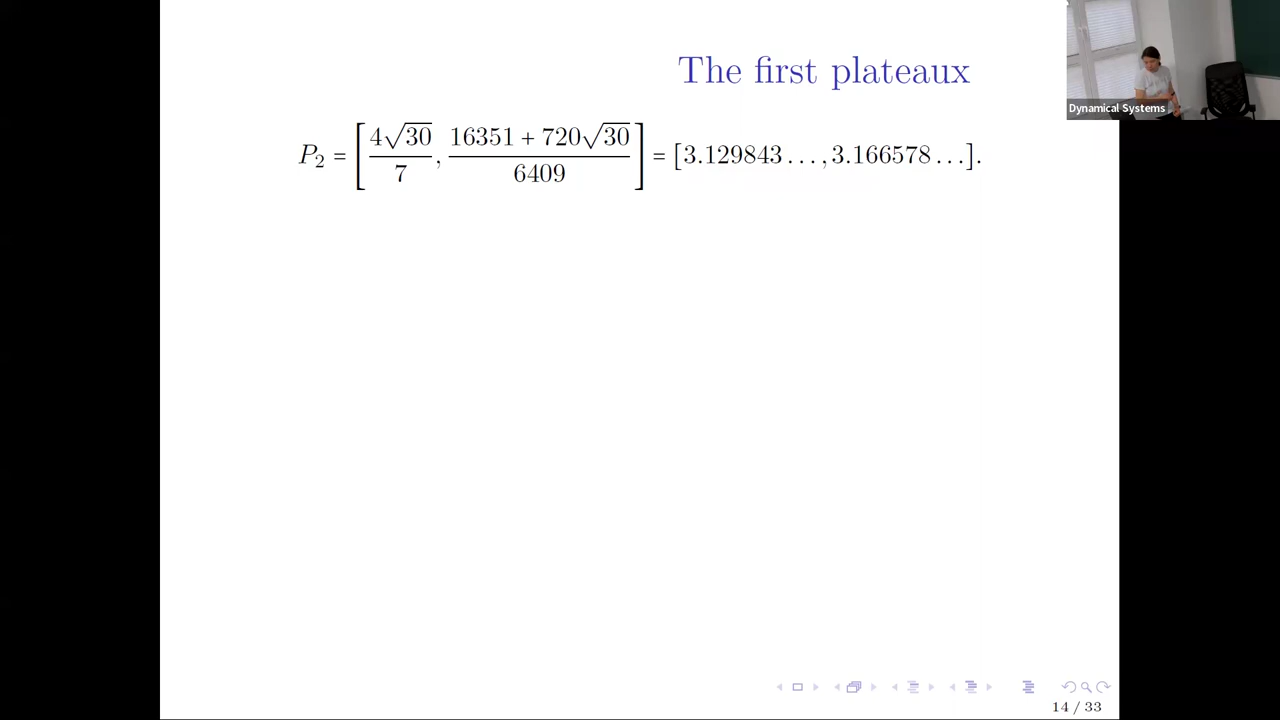 The first plateaux
Dynamical Systems
P₂ = [4√30/7, (16351 + 720√30)/6409] = [3.129843…, 3.166578…].
14 / 33